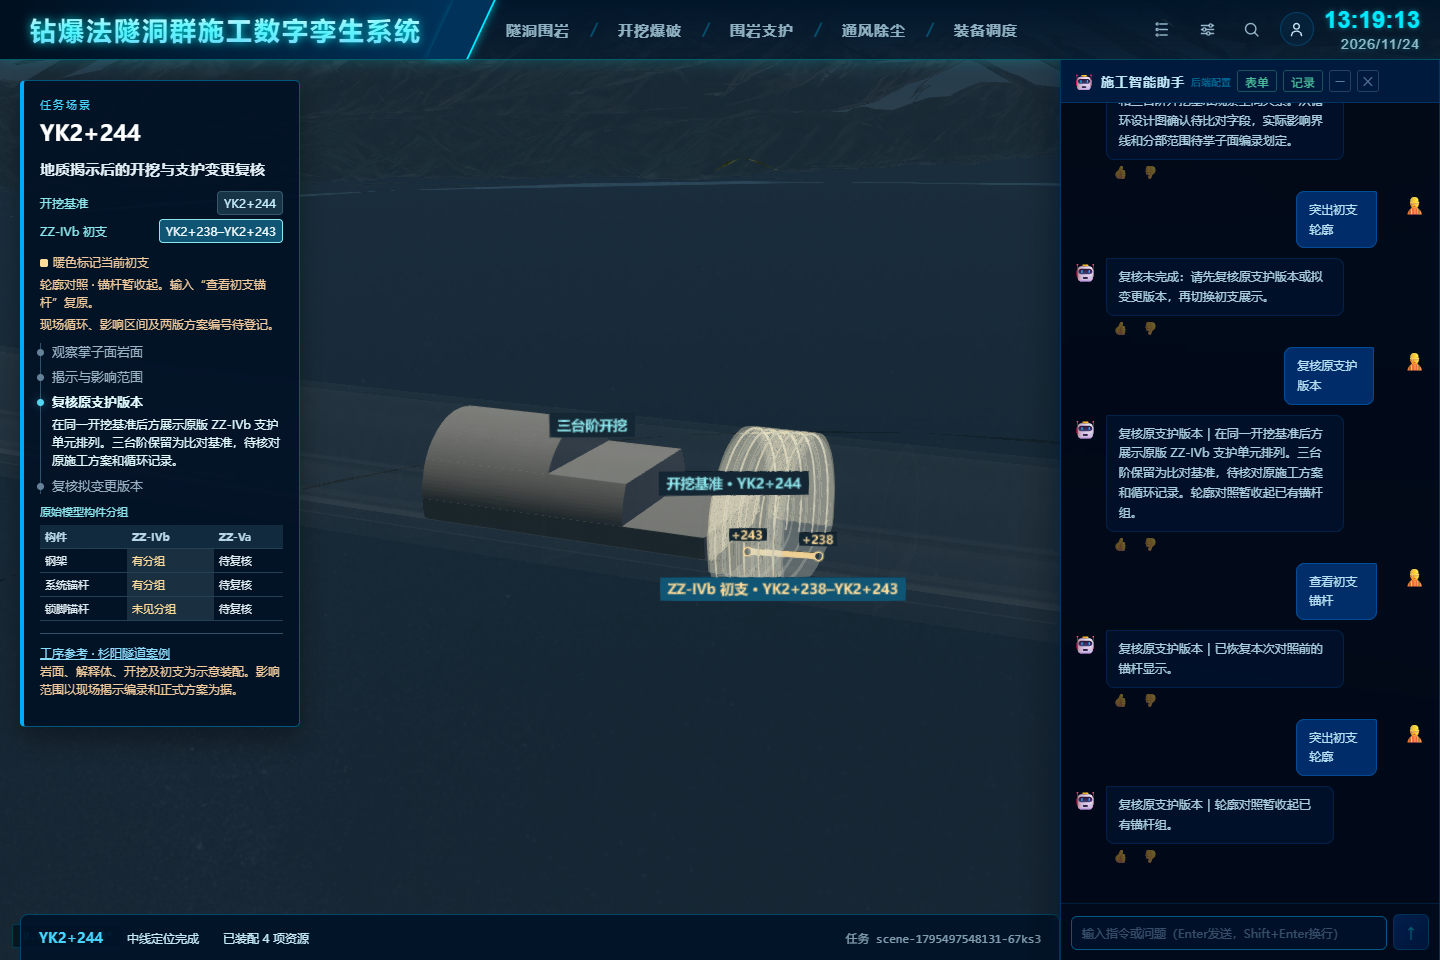 钻爆法隧洞群施工数字孪生系统
隧洞围岩 / 开挖爆破 / 围岩支护 / 通风除尘 / 装备调度
13:19:13
2026/11/24
任务场景
YK2+244
地质揭示后的开挖与支护变更复核
开挖基准 YK2+244
ZZ-IVb 初支 YK2+238—YK2+243
暖色标记当前初支
轮廓对照 · 锚杆暂收起。输入“查看初支锚
杆”复原。
现场循环、影响区间及两版方案编号待登记。
观察掌子面岩面
揭示与影响范围
复核原支护版本
在同一开挖基准后方展示原版 ZZ-IVb 支护
单元排列。三台阶保留为比对基准，待核对
原施工方案和循环记录。
复核拟变更版本
原始模型构件分组
构件 ZZ-IVb ZZ-Va
钢架 有分组 待复核
系统锚杆 有分组 待复核
锁脚锚杆 未见分组 待复核
工序参考 · 杉阳隧道案例
岩面、解释体、开挖及初支为示意装配。影响
范围以现场揭示编录和正式方案为据。
三台阶开挖
开挖基准 · YK2+244
+243
+238
ZZ-IVb 初支 · YK2+238—YK2+243
YK2+244 中线定位完成 已装配 4 项资源
任务 scene-1795497548131-67ks3
施工智能助手 后端配置 表单 记录
环设计图确认待比对字段，实际影响界
线和分部范围待掌子面编录划定。
突出初支
轮廓
复核未完成：请先复核原支护版本或拟
变更版本，再切换初支展示。
复核原支护
版本
复核原支护版本 | 在同一开挖基准后方
展示原版 ZZ-IVb 支护单元排列。三台
阶保留为比对基准，待核对原施工方案
和循环记录。轮廓对照暂收起已有锚杆
组。
查看初支
锚杆
复核原支护版本 | 已恢复本次对照前的
锚杆显示。
突出初支
轮廓
复核原支护版本 | 轮廓对照暂收起已
有锚杆组。
输入指令或问题（Enter发送，Shift+Enter换行）